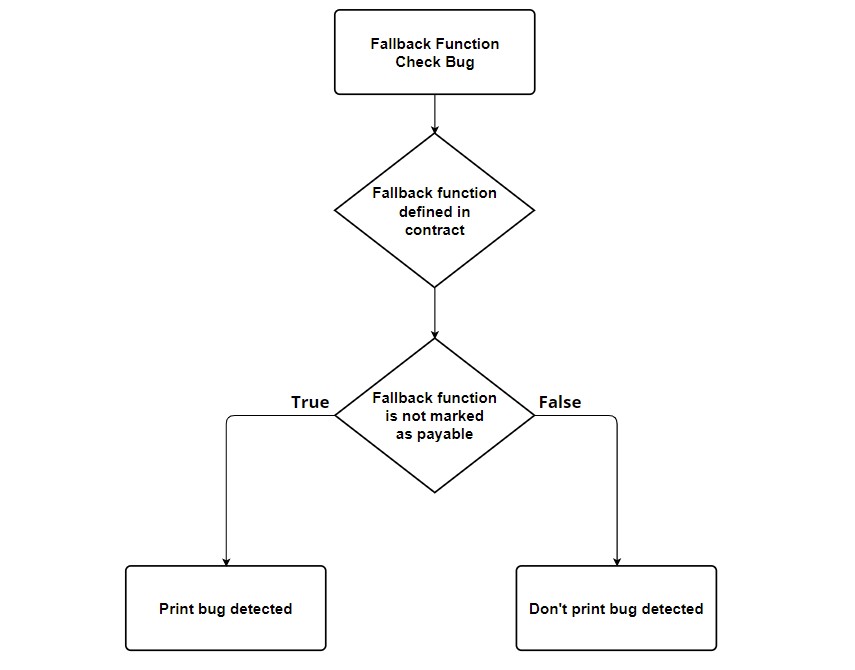 Fallback Function
Check Bug
Fallback function
defined in
contract
Fallback function
is not marked
as payable
True
False
Print bug detected
Don't print bug detected